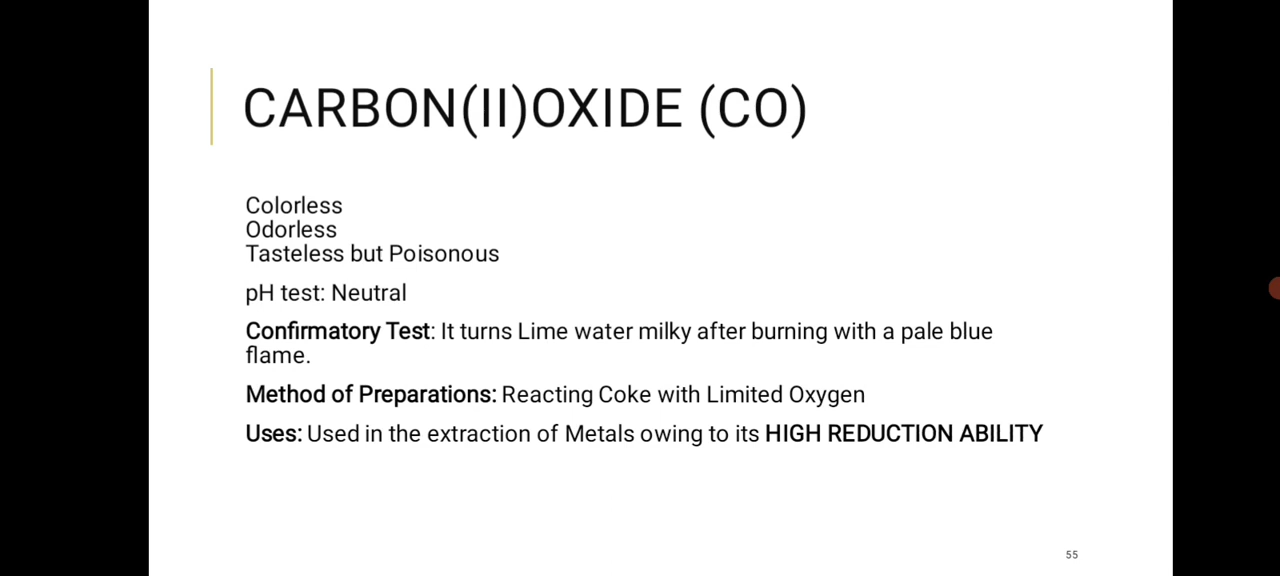 CARBON(II)OXIDE (CO)
Colorless
Odorless
Tasteless but Poisonous
pH test: Neutral
Confirmatory Test: It turns Lime water milky after burning with a pale blue
flame.
Method of Preparations: Reacting Coke with Limited Oxygen
Uses: Used in the extraction of Metals owing to its HIGH REDUCTION ABILITY
55